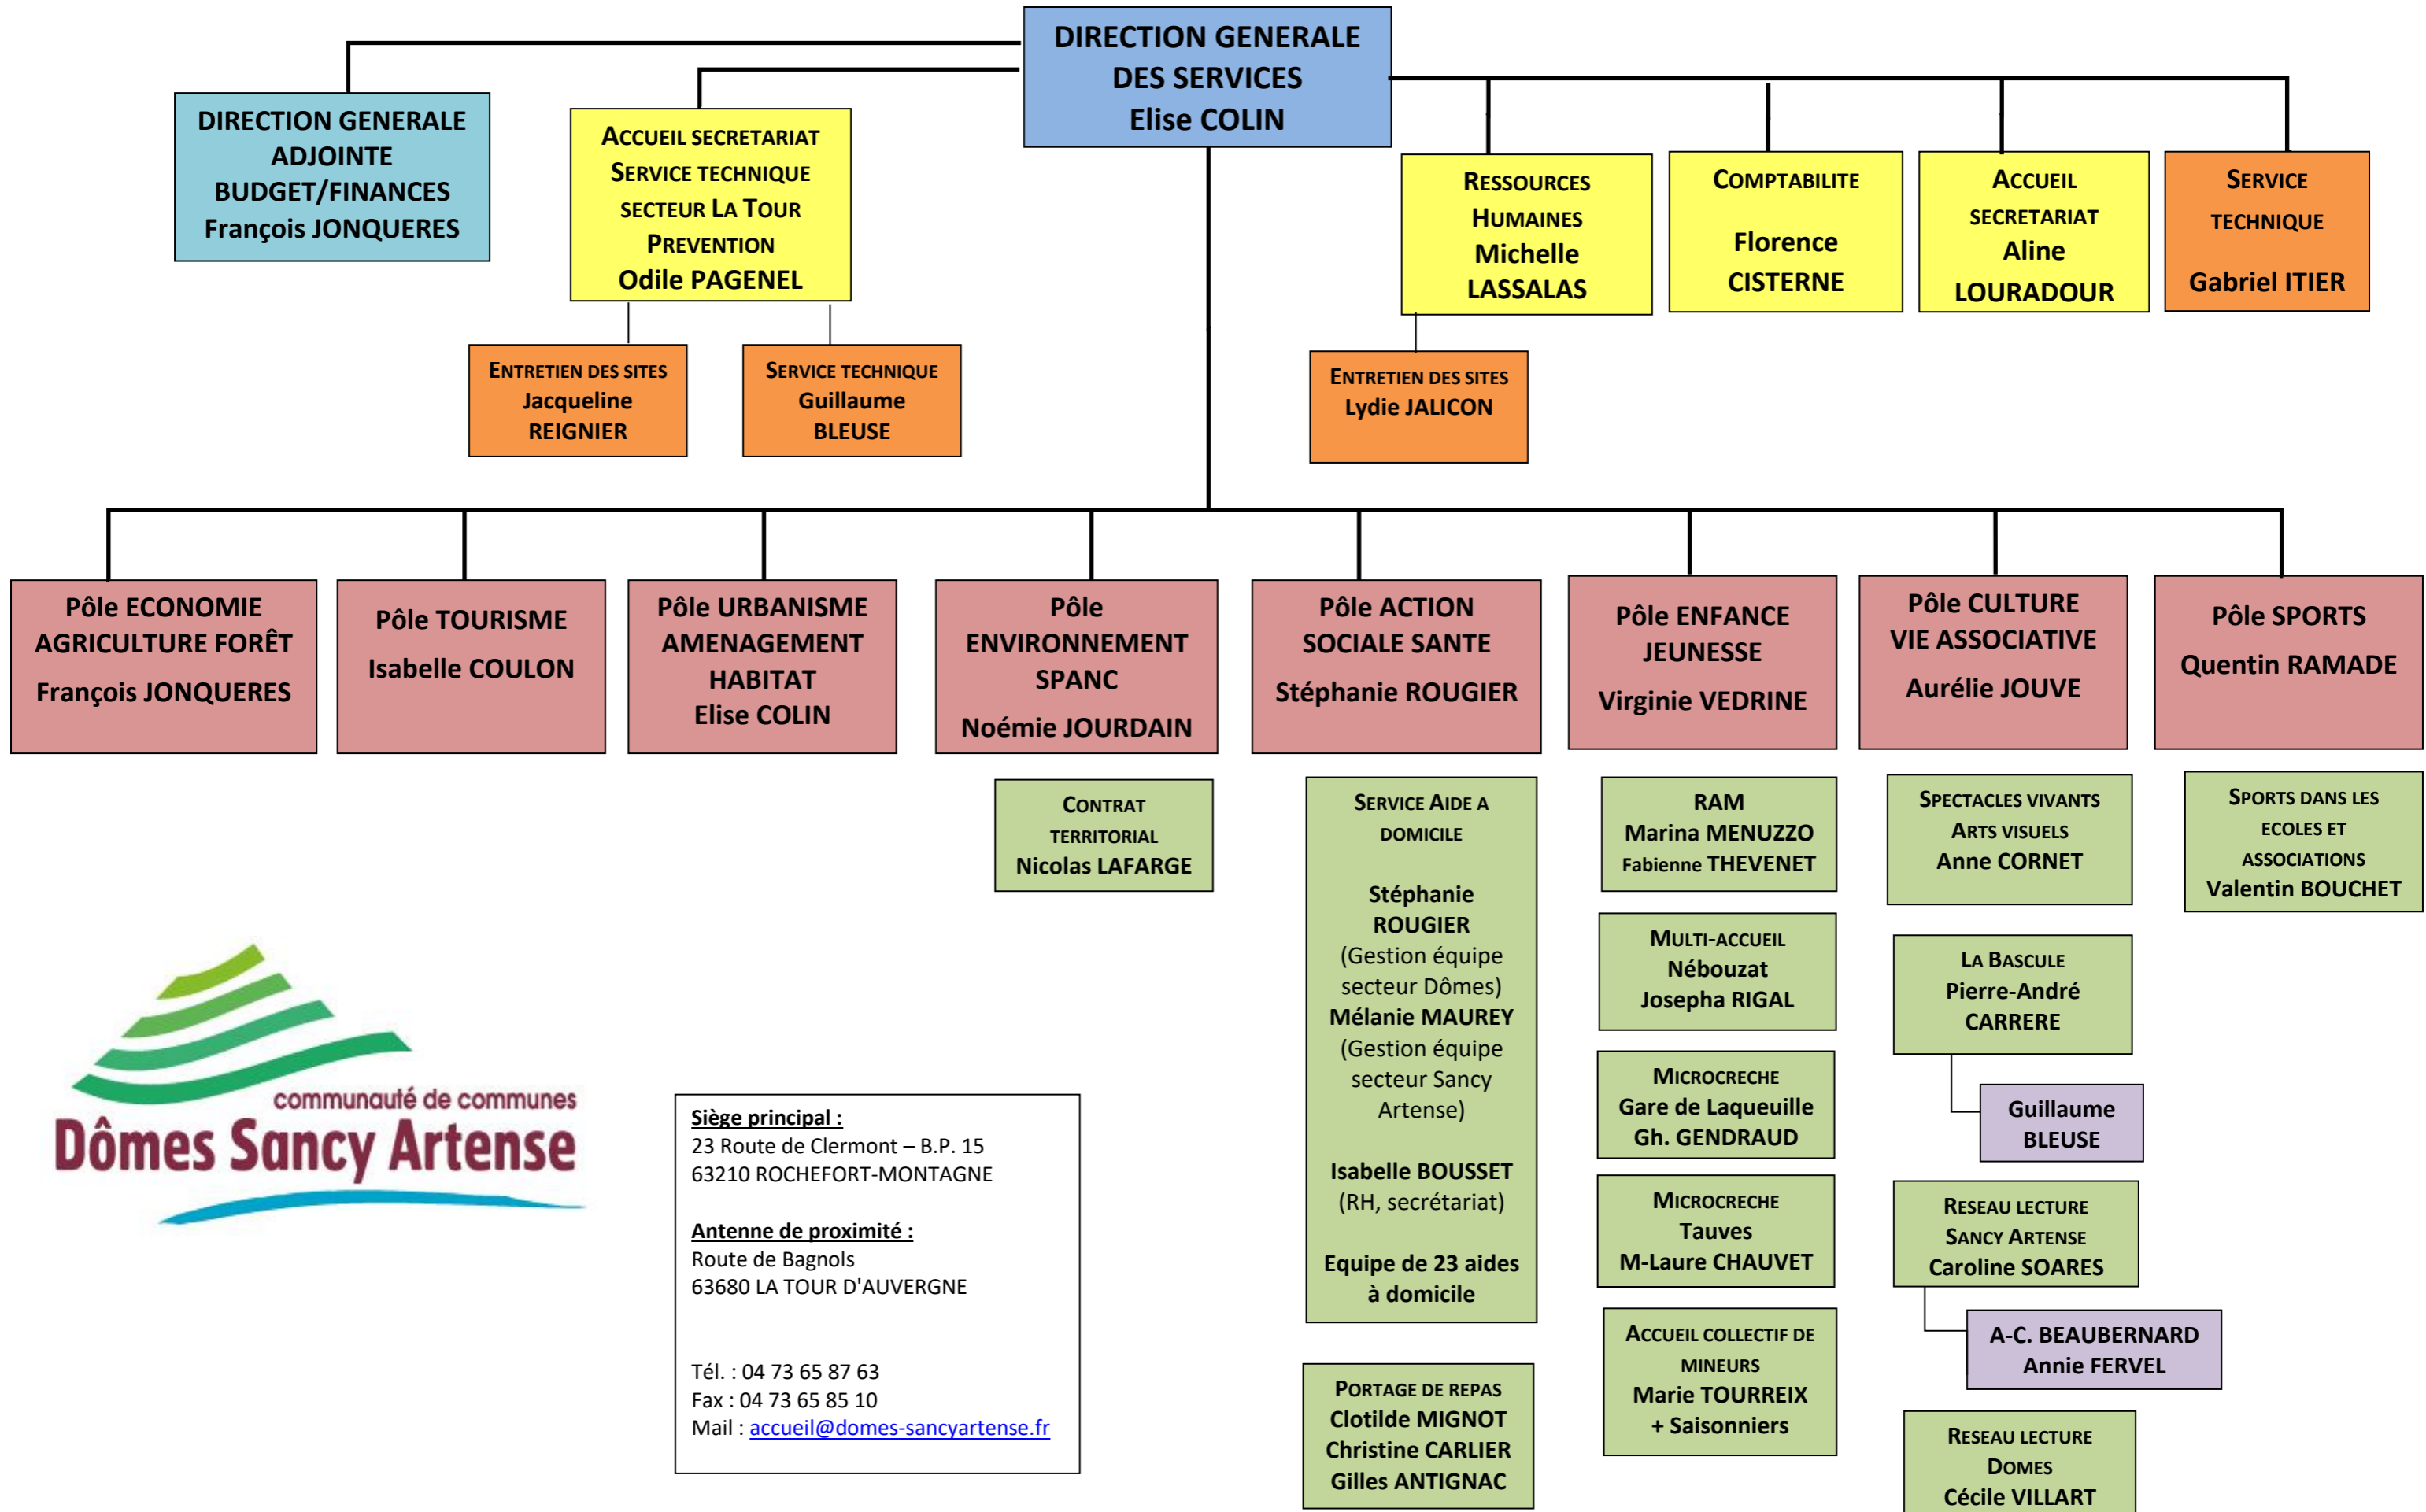 DIRECTION GENERALE
DES SERVICES
Elise COLIN
DIRECTION GENERALE
ADJOINTE
BUDGET/FINANCES
François JONQUERES
ACCUEIL SECRETARIAT
SERVICE TECHNIQUE
SECTEUR LA TOUR
PREVENTION
Odile PAGENEL
RESSOURCES
HUMAINES
Michelle
LASSALAS
COMPTABILITE
Florence
CISTERNE
ACCUEIL
SECRETARIAT
Aline
LOURADOUR
SERVICE
TECHNIQUE
Gabriel ITIER
ENTRETIEN DES SITES
Jacqueline
REIGNIER
SERVICE TECHNIQUE
Guillaume
BLEUSE
ENTRETIEN DES SITES
Lydie JALICON
Pôle ECONOMIE
AGRICULTURE FORÊT
François JONQUERES
Pôle TOURISME
Isabelle COULON
Pôle URBANISME
AMENAGEMENT
HABITAT
Elise COLIN
Pôle
ENVIRONNEMENT
SPANC
Noémie JOURDAIN
Pôle ACTION
SOCIALE SANTE
Stéphanie ROUGIER
Pôle ENFANCE
JEUNESSE
Virginie VEDRINE
Pôle CULTURE
VIE ASSOCIATIVE
Aurélie JOUVE
Pôle SPORTS
Quentin RAMADE
CONTRAT
TERRITORIAL
Nicolas LAFARGE
SERVICE AIDE A
DOMICILE
Stéphanie
ROUGIER
(Gestion équipe
secteur Dômes)
Mélanie MAUREY
(Gestion équipe
secteur Sancy
Artense)
Isabelle BOUSSET
(RH, secrétariat)
Equipe de 23 aides
à domicile
PORTAGE DE REPAS
Clotilde MIGNOT
Christine CARLIER
Gilles ANTIGNAC
RAM
Marina MENUZZO
Fabienne THEVENET
MULTI-ACCUEIL
Nébouzat
Josepha RIGAL
MICROCRECHE
Gare de Laqueuille
Gh. GENDRAUD
MICROCRECHE
Tauves
M-Laure CHAUVET
ACCUEIL COLLECTIF DE
MINEURS
Marie TOURREIX
+ Saisonniers
SPECTACLES VIVANTS
ARTS VISUELS
Anne CORNET
LA BASCULE
Pierre-André
CARRERE
Guillaume
BLEUSE
RESEAU LECTURE
SANCY ARTENSE
Caroline SOARES
A-C. BEAUBERNARD
Annie FERVEL
RESEAU LECTURE
DOMES
Cécile VILLART
SPORTS DANS LES
ECOLES ET
ASSOCIATIONS
Valentin BOUCHET
communauté de communes
Dômes Sancy Artense
Siège principal :
23 Route de Clermont – B.P. 15
63210 ROCHEFORT-MONTAGNE
Antenne de proximité :
Route de Bagnols
63680 LA TOUR D'AUVERGNE
Tél. : 04 73 65 87 63
Fax : 04 73 65 85 10
Mail : accueil@domes-sancyartense.fr